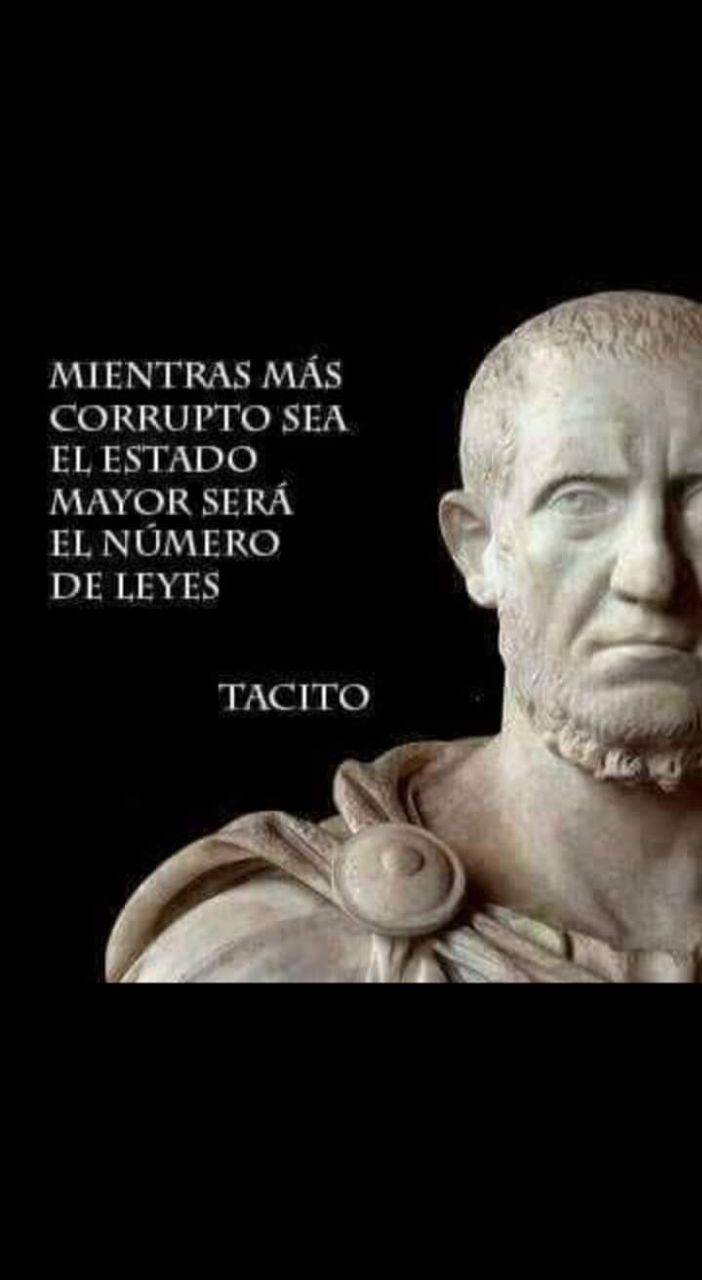 MIENTRAS MÁS
CORRUPTO SEA
EL ESTADO
MAYOR SERÁ
EL NÚMERO
DE LEYES
TACITO